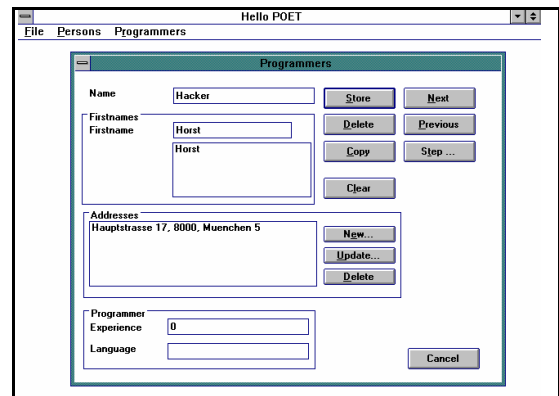 Hello POET
File Persons Programmers
Programmers
Name Hacker
Store Next
Firstnames
Firstname Horst
Delete Previous
Horst
Copy Step ...
Clear
Addresses
Hauptstrasse 17, 8000, Muenchen 5
New...
Update...
Delete
Programmer
Experience 0
Language
Cancel